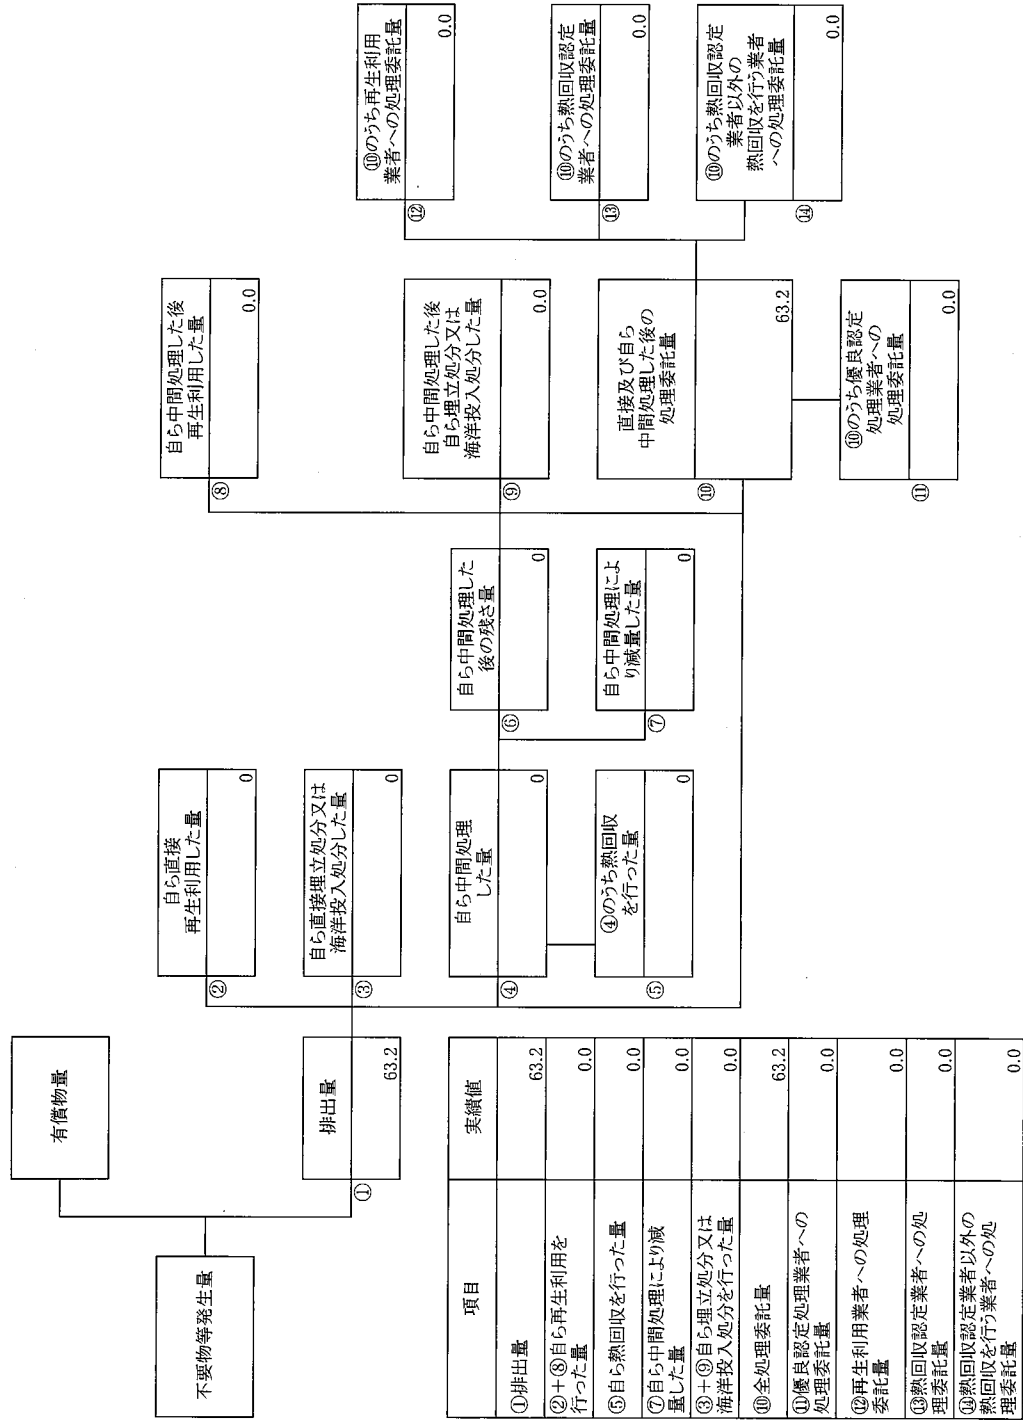 不要物等発生量
有償物量
排出量
①
63.2
自ら直接
再生利用した量
②
0
自ら直接埋立処分又は
海洋投入処分した量
③
0
自ら中間処理
した量
④
0
④のうち熱回収
を行った量
⑤
0
自ら中間処理した
後の残さ量
⑥
0
自ら中間処理によ
り減量した量
⑦
0
自ら中間処理した後
再生利用した量
⑧
0.0
自ら中間処理した後
自ら埋立処分又は
海洋投入処分した量
⑨
0.0
直接及び自ら
中間処理した後の
処理委託量
⑩
63.2
⑩のうち優良認定
処理業者への
処理委託量
⑪
0.0
⑩のうち再生利用
業者への処理委託量
⑫
0.0
⑩のうち熱回収認定
業者への処理委託量
⑬
0.0
⑩のうち熱回収認定
業者以外の
熱回収を行う業者
への処理委託量
⑭
0.0
項目 実績値
①排出量 63.2
②+⑧自ら再生利用を
行った量 0.0
⑤自ら熱回収を行った量 0.0
⑦自ら中間処理により減
量した量 0.0
③+⑨自ら埋立処分又は
海洋投入処分を行った量 0.0
⑩全処理委託量 63.2
⑪優良認定処理業者への
処理委託量 0.0
⑫再生利用業者への処理
委託量 0.0
⑬熱回収認定業者への処
理委託量 0.0
⑭熱回収認定業者以外の
熱回収を行う業者への処
理委託量 0.0